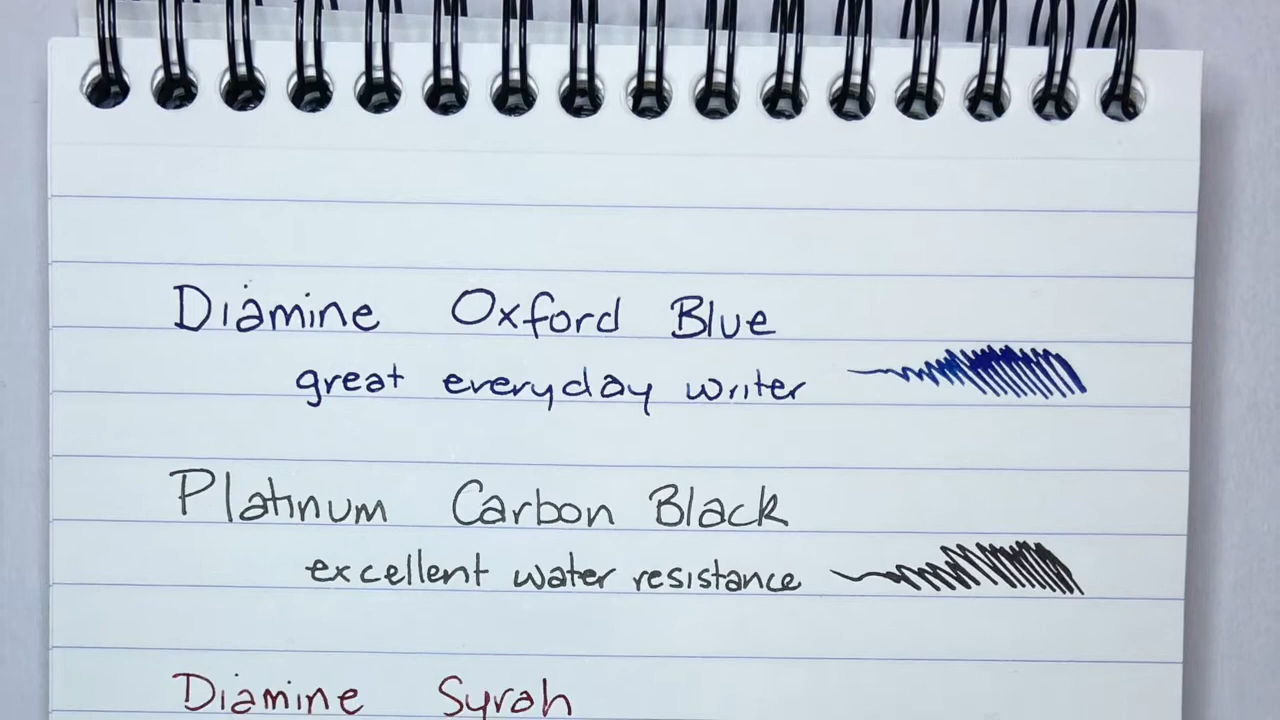 Diamine Oxford Blue
great everyday writer
Platinum Carbon Black
excellent water resistance
Diamine Syrah